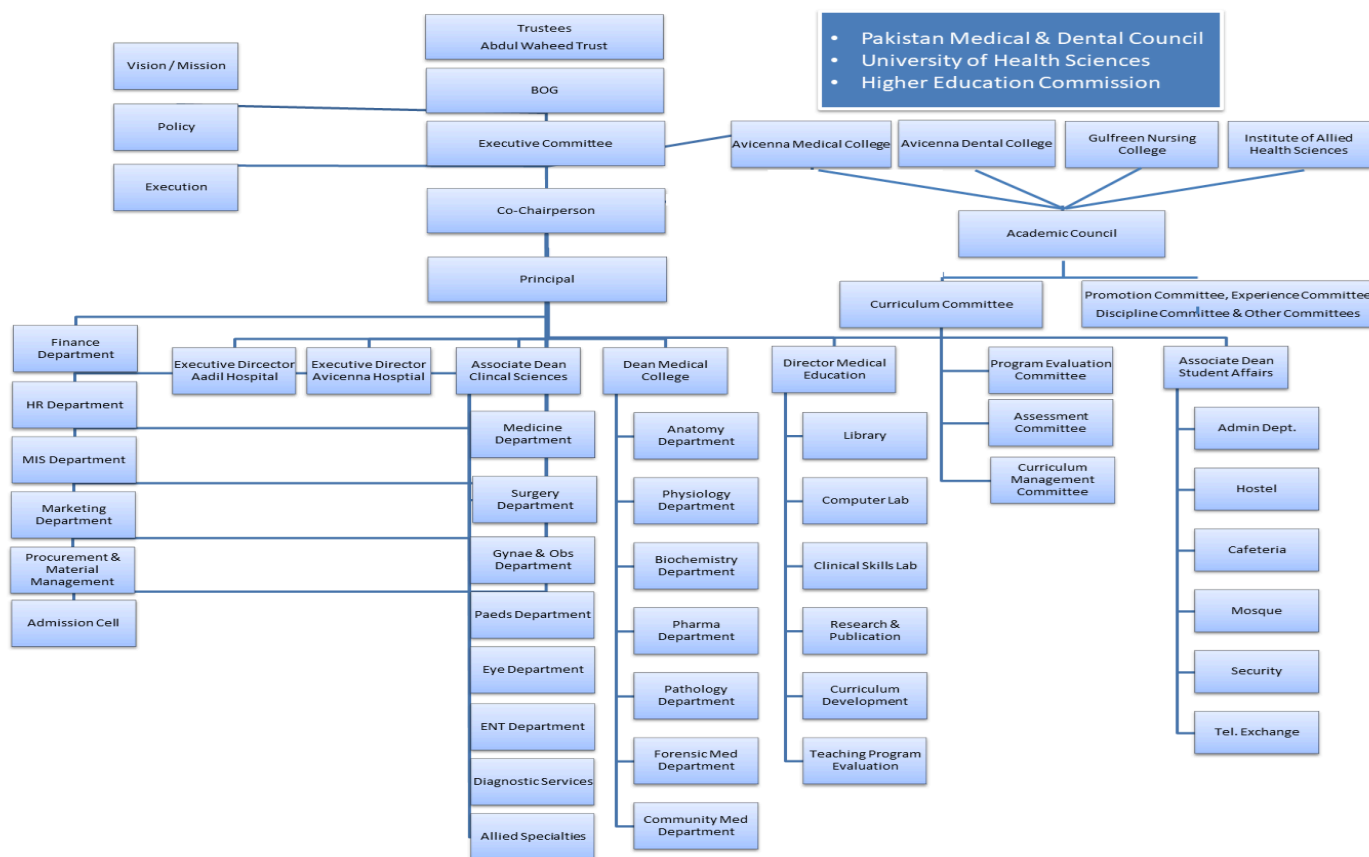 Trustees
Abdul Waheed Trust
• Pakistan Medical & Dental Council
• University of Health Sciences
• Higher Education Commission
Vision / Mission
BOG
Policy
Executive Committee
Avicenna Medical College
Avicenna Dental College
Gulfreen Nursing
College
Institute of Allied
Health Sciences
Execution
Co-Chairperson
Academic Council
Principal
Curriculum Committee
Promotion Committee, Experience Committee
Discipline Committee & Other Committees
Finance
Department
Executive Dircector
Aadil Hospital
Executive Director
Avicenna Hosptial
Associate Dean
Clincal Sciences
Dean Medical
College
Director Medical
Education
Program Evaluation
Committee
Associate Dean
Student Affairs
HR Department
MIS Department
Marketing
Department
Procurement &
Material
Management
Admission Cell
Medicine
Department
Surgery
Department
Gynae & Obs
Department
Paeds Department
Eye Department
ENT Department
Diagnostic Services
Allied Specialties
Anatomy
Department
Physiology
Department
Biochemistry
Department
Pharma
Department
Pathology
Department
Forensic Med
Department
Community Med
Department
Library
Computer Lab
Clinical Skills Lab
Research &
Publication
Curriculum
Development
Teaching Program
Evaluation
Assessment
Committee
Curriculum
Management
Committee
Admin Dept.
Hostel
Cafeteria
Mosque
Security
Tel. Exchange